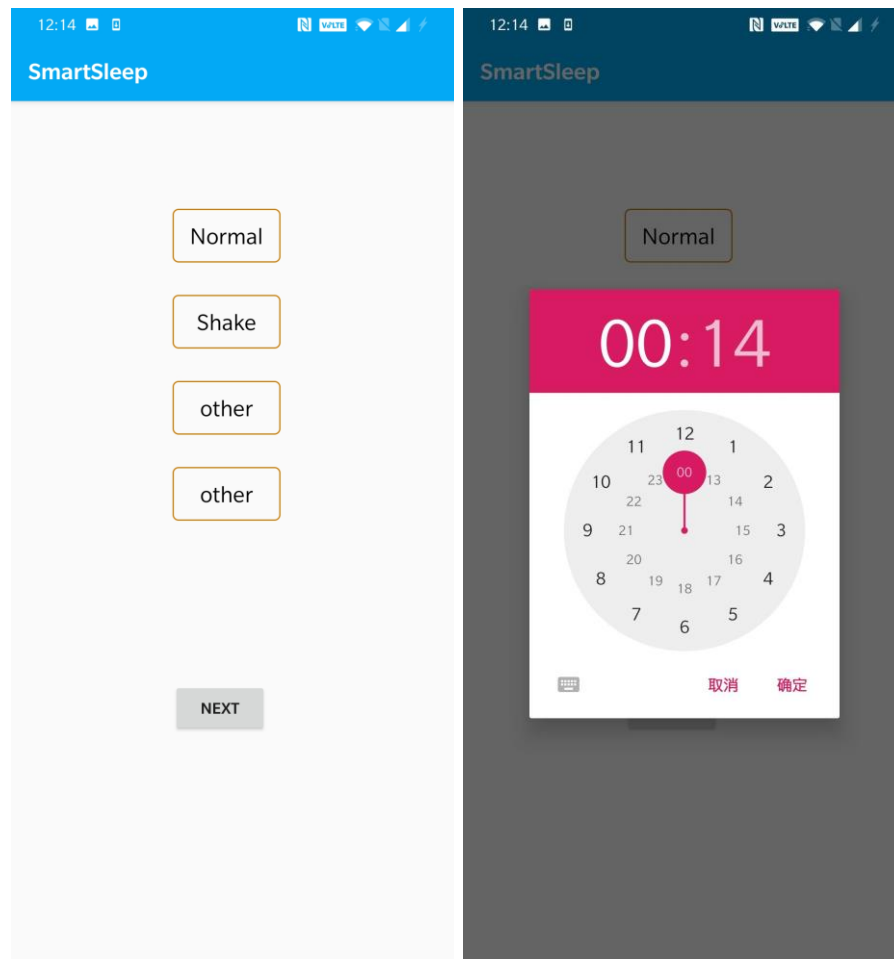 12:14
VoLTE
SmartSleep
Normal
Shake
other
other
NEXT
12:14
VoLTE
SmartSleep
Normal
00:14
12
11 1
00
23 13
10 2
22 14
9 21 15 3
20 16
8 19 17 4
18
7 5
6
取消 确定